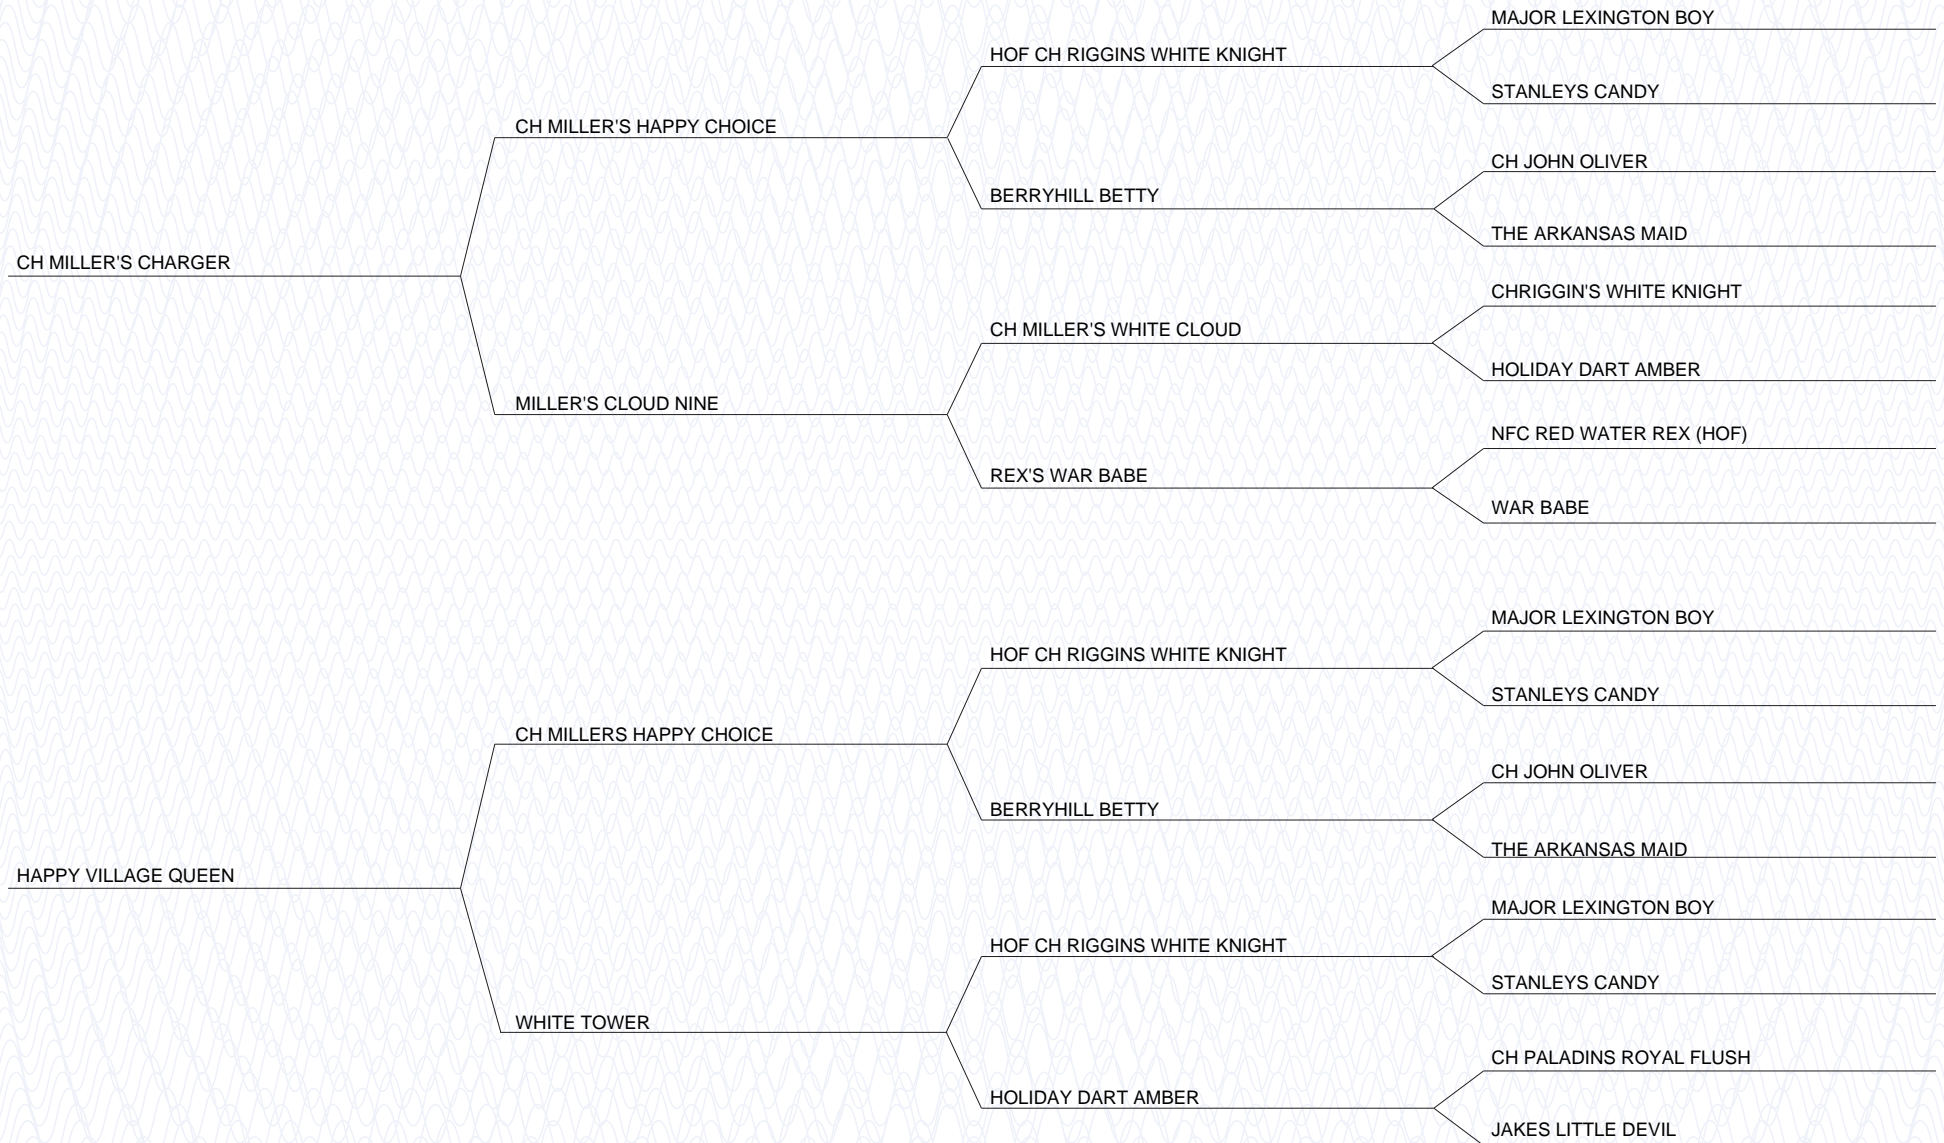 MAJOR LEXINGTON BOY
HOF CH RIGGINS WHITE KNIGHT
STANLEYS CANDY
CH MILLER'S HAPPY CHOICE
CH JOHN OLIVER
BERRYHILL BETTY
THE ARKANSAS MAID
CH MILLER'S CHARGER
CHRIGGIN'S WHITE KNIGHT
CH MILLER'S WHITE CLOUD
HOLIDAY DART AMBER
MILLER'S CLOUD NINE
NFC RED WATER REX (HOF)
REX'S WAR BABE
WAR BABE
MAJOR LEXINGTON BOY
HOF CH RIGGINS WHITE KNIGHT
STANLEYS CANDY
CH MILLERS HAPPY CHOICE
CH JOHN OLIVER
BERRYHILL BETTY
THE ARKANSAS MAID
HAPPY VILLAGE QUEEN
MAJOR LEXINGTON BOY
HOF CH RIGGINS WHITE KNIGHT
STANLEYS CANDY
WHITE TOWER
CH PALADINS ROYAL FLUSH
HOLIDAY DART AMBER
JAKES LITTLE DEVIL